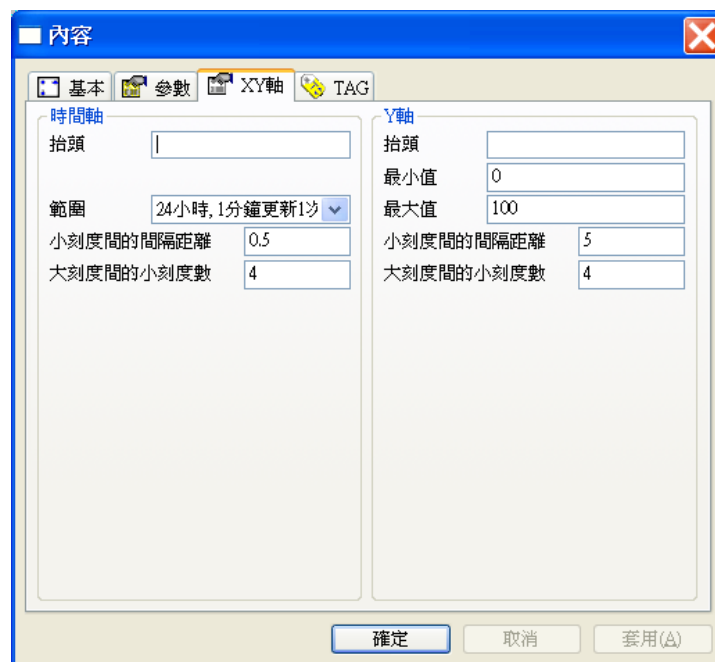 內容
基本 參數 XY軸 TAG
時間軸
抬頭
範圍 24小時, 1分鐘更新1次
小刻度間的間隔距離 0.5
大刻度間的小刻度數 4
Y軸
抬頭
最小值 0
最大值 100
小刻度間的間隔距離 5
大刻度間的小刻度數 4
確定 取消 套用(A)